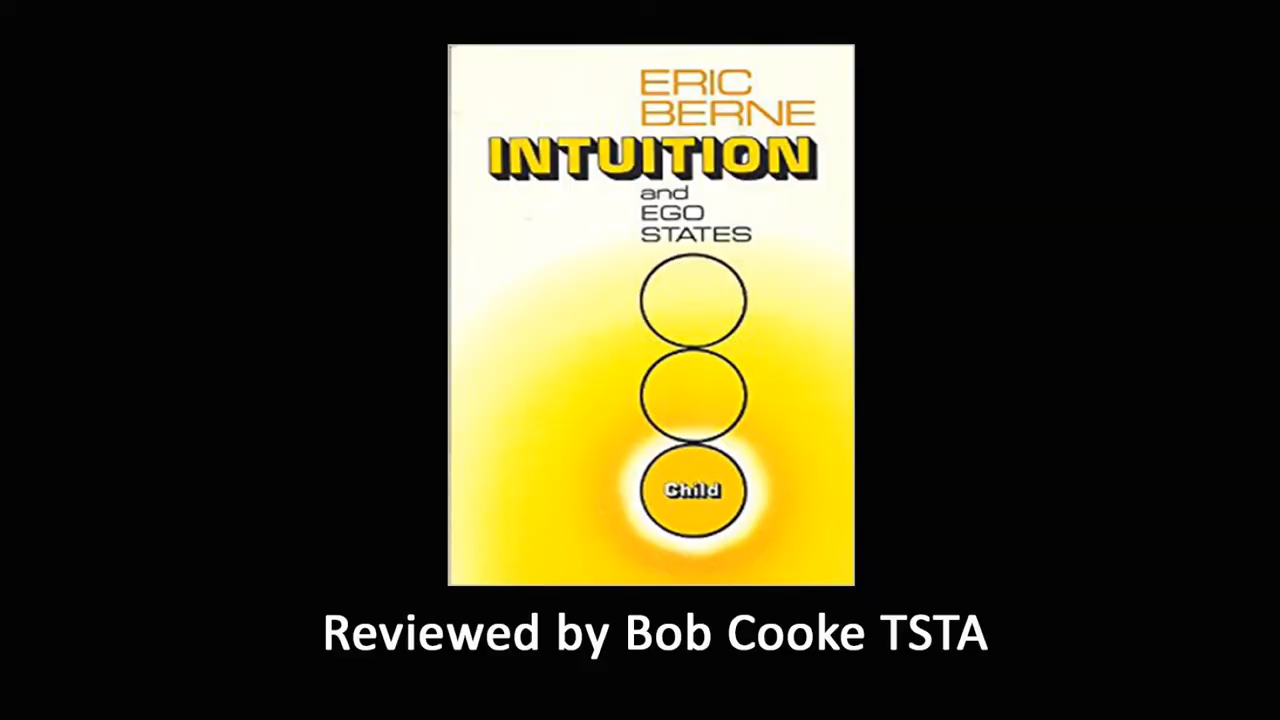 ERIC
BERNE
INTUITION
and
EGO
STATES
Child
Reviewed by Bob Cooke TSTA